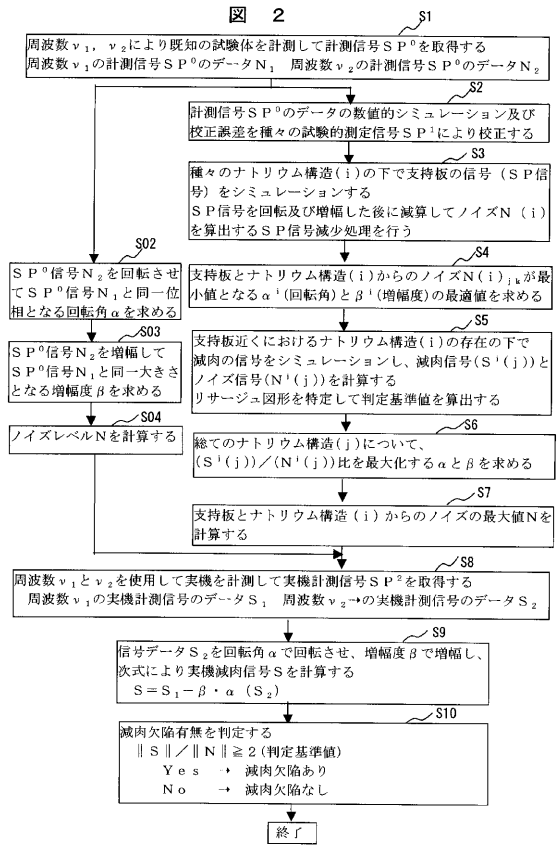 図 2
S1
周波数ν1，ν2により既知の試験体を計測して計測信号SP⁰を取得する
周波数ν1の計測信号SP⁰のデータN1 周波数ν2の計測信号SP⁰のデータN2
S2
計測信号SP⁰のデータの数値的シミュレーション及び
校正誤差を種々の試験的測定信号SP¹により校正する
S3
種々のナトリウム構造(i)の下で支持板の信号（SP信
号）をシミュレーションする
SP信号を回転及び増幅した後に減算してノイズN(i)
を算出するSP信号減少処理を行う
S02
SP⁰信号N2を回転させ
てSP⁰信号N1と同一位
相となる回転角αを求める
S4
支持板とナトリウム構造(i)からのノイズN(i)jkが最
小値となるαⁱ(回転角)とβⁱ(増幅度)の最適値を求める
S03
SP⁰信号N2を増幅して
SP⁰信号N1と同一大きさ
となる増幅度βを求める
S5
支持板近くにおけるナトリウム構造(i)の存在の下で
減肉の信号をシミュレーションし、減肉信号(Sⁱ(j))と
ノイズ信号(Nⁱ(j))を計算する
リサージュ図形を特定して判定基準値を算出する
S04
ノイズレベルNを計算する
S6
総てのナトリウム構造(j)について、
(Sⁱ(j))／(Nⁱ(j))比を最大化するαとβを求める
S7
支持板とナトリウム構造(i)からのノイズの最大値Nを
計算する
S8
周波数ν1とν2を使用して実機を計測して実機計測信号SP²を取得する
周波数ν1の実機計測信号のデータS1 周波数ν2→の実機計測信号のデータS2
S9
信号データS2を回転角αで回転させ、増幅度βで増幅し、
次式により実機減肉信号Sを計算する
S＝S1－β・α（S2）
S10
減肉欠陥有無を判定する
‖S‖／‖N‖≧2(判定基準値)
Yes → 減肉欠陥あり
No → 減肉欠陥なし
終了